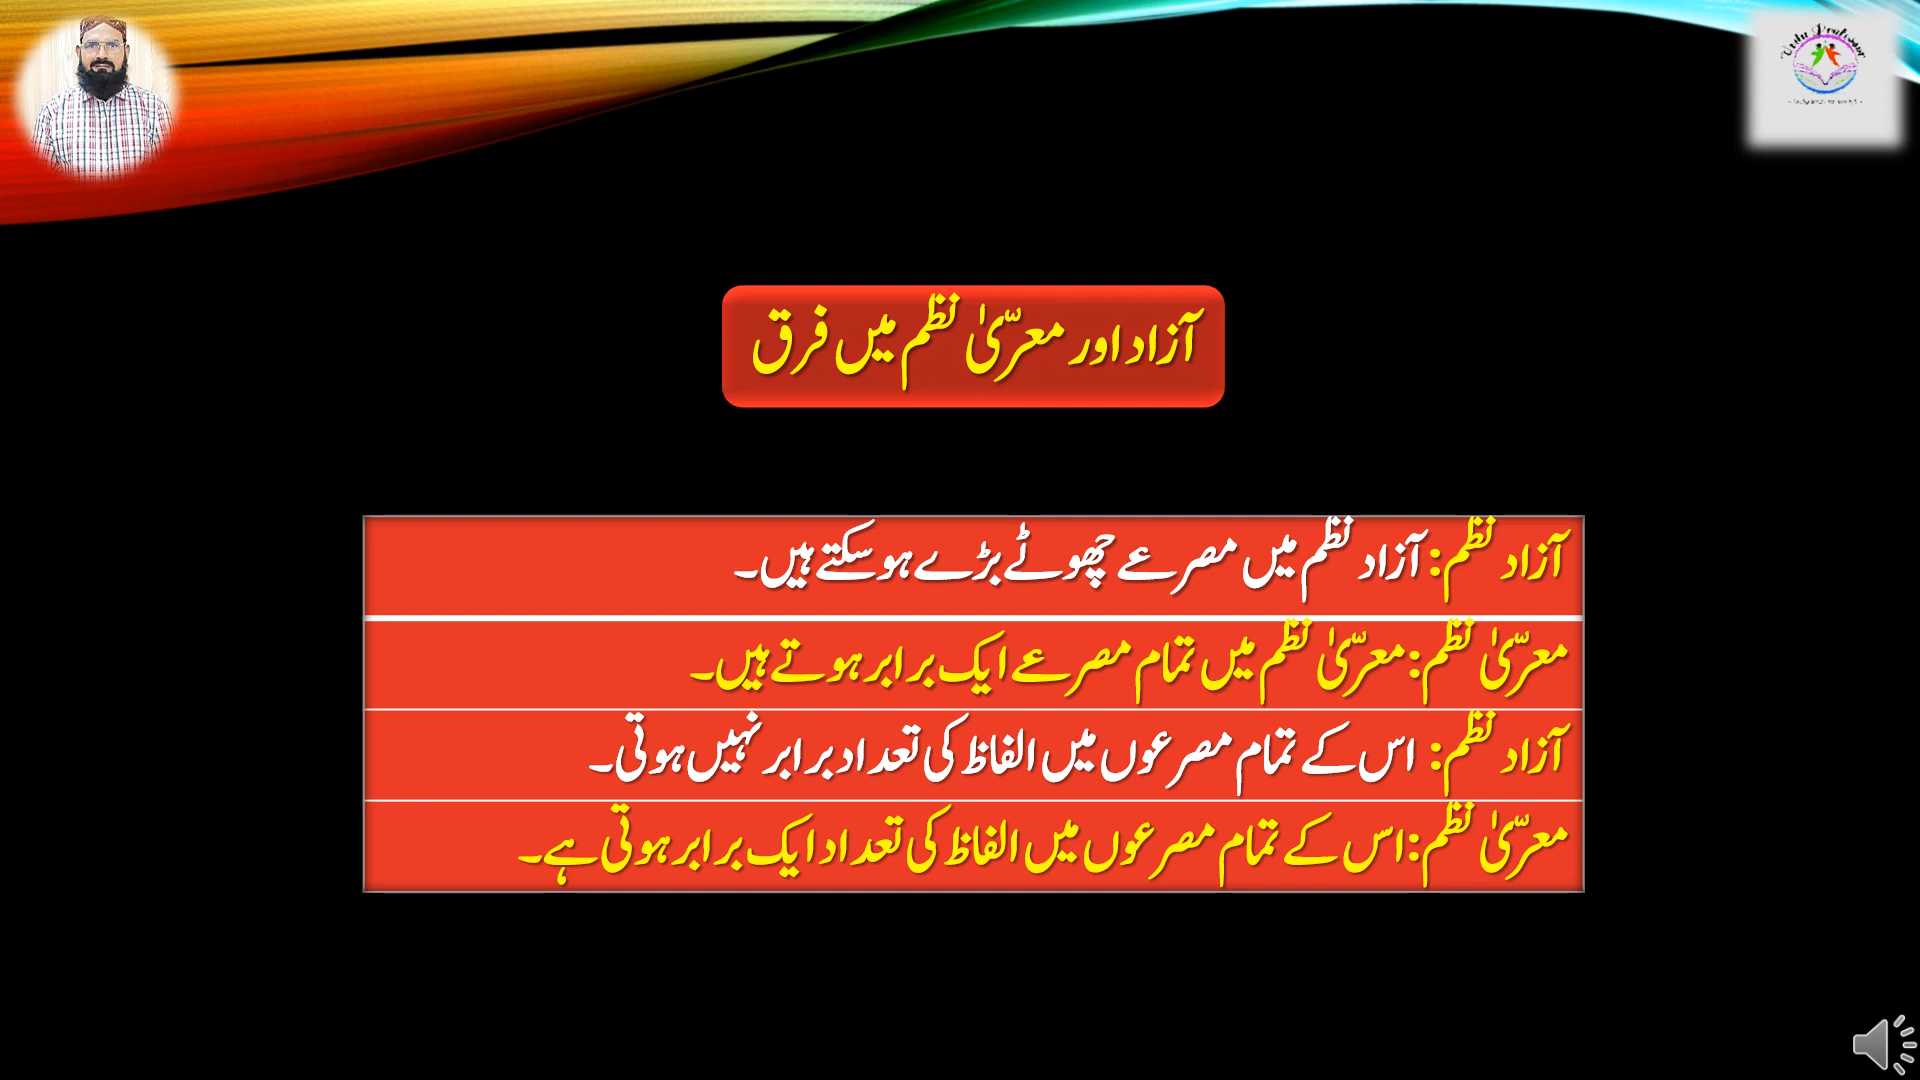 Urdu Professor
آزاد اور معرّیٰ نظم میں فرق
آزاد نظم: آزاد نظم میں مصرعے چھوٹے بڑے ہو سکتے ہیں۔
معرّیٰ نظم: معرّیٰ نظم میں تمام مصرعے ایک برابر ہوتے ہیں۔
آزاد نظم: اس کے تمام مصرعوں میں الفاظ کی تعداد برابر نہیں ہوتی۔
معرّیٰ نظم: اس کے تمام مصرعوں میں الفاظ کی تعداد ایک برابر ہوتی ہے۔